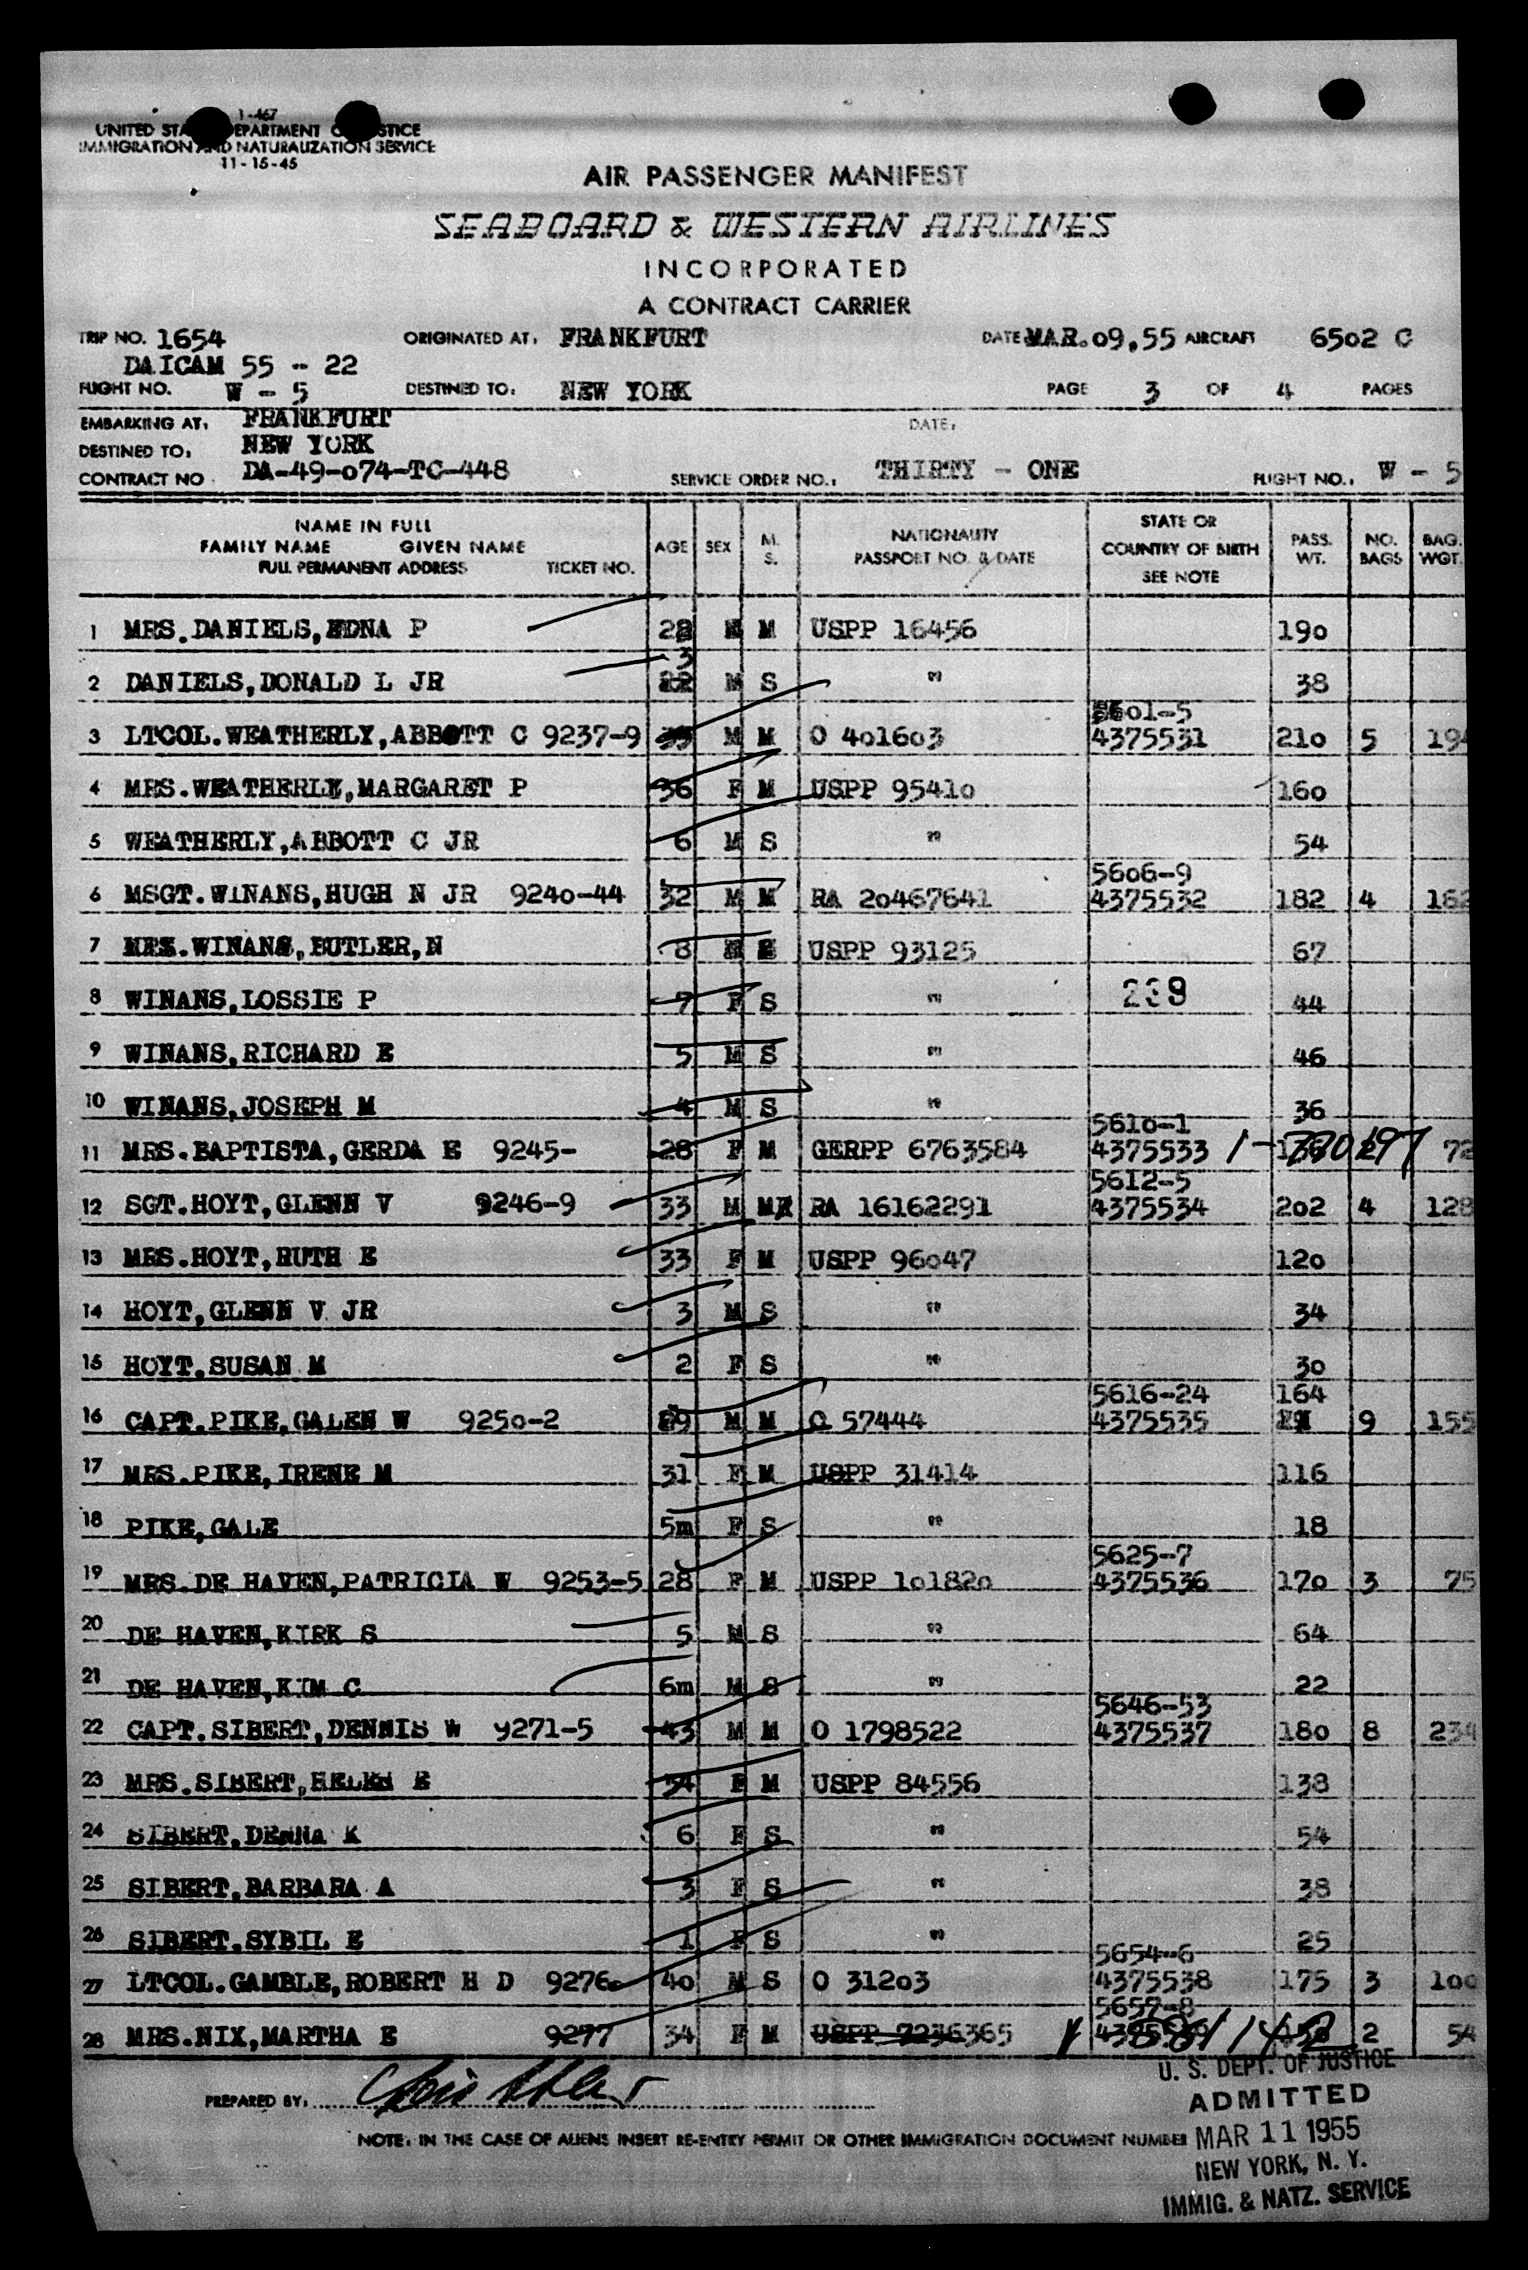 1-467
UNITED STATES DEPARTMENT OF JUSTICE
IMMIGRATION AND NATURALIZATION SERVICE
11-15-45
AIR PASSENGER MANIFEST
SEABOARD & WESTERN AIRLINES
INCORPORATED
A CONTRACT CARRIER
TRIP NO. 1654 ORIGINATED AT: FRANKFURT DATE MAR.09,55 AIRCRAFT 6502 C
DAICAM 55 - 22
FLIGHT NO. W - 5 DESTINED TO: NEW YORK PAGE 3 OF 4 PAGES
EMBARKING AT: FRANKFURT DATE:
DESTINED TO: NEW YORK
CONTRACT NO. DA-49-074-TC-448 SERVICE ORDER NO.: THIRTY - ONE FLIGHT NO.: W - 5
NAME IN FULL
FAMILY NAME GIVEN NAME
FULL PERMANENT ADDRESS TICKET NO. AGE SEX M. S. NATIONALITY PASSPORT NO. & DATE STATE OR COUNTRY OF BIRTH SEE NOTE PASS. WT. NO. BAGS BAG. WGT.
1 MRS.DANIELS,EDNA P M USPP 16456 190
2 DANIELS,DONALD L JR 3 M S " 38
5601-5
3 LTCOL.WEATHERLY,ABBOTT C 9237-9 M M O 401603 4375531 210 5
4 MRS.WEATHERLY,MARGARET P 36 F M USPP 95410 160
5 WEATHERLY,ABBOTT C JR 6 M S " 54
5606-9
6 MSGT.WINANS,HUGH N JR 9240-44 32 M M RA 20467641 4375532 182 4 162
7 WINANS,BUTLER,N 8 USPP 93125 67
8 WINANS,LOSSIE P 7 F S " 239 44
9 WINANS,RICHARD E 5 M S " 46
10 WINANS,JOSEPH M 4 M S " 36
5610-1
11 MRS.BAPTISTA,GERDA E 9245- 28 F M GERPP 6763584 4375533 72
5612-5
12 SGT.HOYT,GLENN V 9246-9 33 M M RA 16162291 4375534 202 4 128
13 MRS.HOYT,RUTH E 33 F M USPP 96047 120
14 HOYT,GLENN V JR 3 M S " 34
15 HOYT,SUSAN M 2 F S " 30
5616-24 164
16 CAPT.PIKE,GALEN W 9250-2 M M O 57444 4375535 9 155
17 MRS.PIKE,IRENE M 31 F M USPP 31414 116
18 PIKE,GALE 5m F S " 18
5625-7
19 MRS.DE HAVEN,PATRICIA W 9253-5 28 F M USPP 101820 4375536 170 3 75
20 DE HAVEN,KIRK S 5 M S " 64
21 DE HAVEN,KIM C 6m M S " 22
5646-53
22 CAPT.SIBERT,DENNIS W 9271-5 43 M M O 1798522 4375537 180 8 234
23 MRS.SIBERT,HELEN E 34 F M USPP 84556 138
24 SIBERT,DENNA K 6 F S " 54
25 SIBERT,BARBARA A 3 F S " 38
26 SIBERT,SYBIL E 1 F S " 25
5654-6
27 LTCOL.GAMBLE,ROBERT H D 9276 40 M S O 31203 4375538 175 3 100
5657-8
28 MRS.NIX,MARTHA E 9277 34 F M USPP 7236365 2 54
PREPARED BY:
NOTE: IN THE CASE OF ALIENS INSERT RE-ENTRY PERMIT OR OTHER IMMIGRATION DOCUMENT NUMBER
U. S. DEPT. OF JUSTICE
ADMITTED
MAR 11 1955
NEW YORK, N. Y.
IMMIG. & NATZ. SERVICE